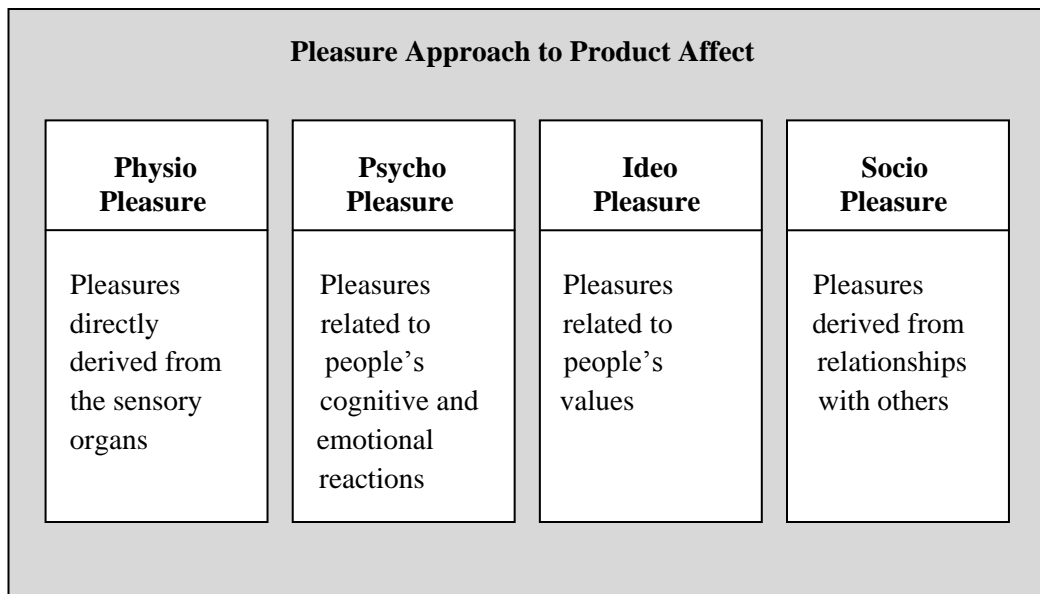 Pleasure Approach to Product Affect
Physio
Pleasure
Pleasures
directly
derived from
the sensory
organs
Psycho
Pleasure
Pleasures
related to
people’s
cognitive and
emotional
reactions
Ideo
Pleasure
Pleasures
related to
people’s
values
Socio
Pleasure
Pleasures
derived from
relationships
with others